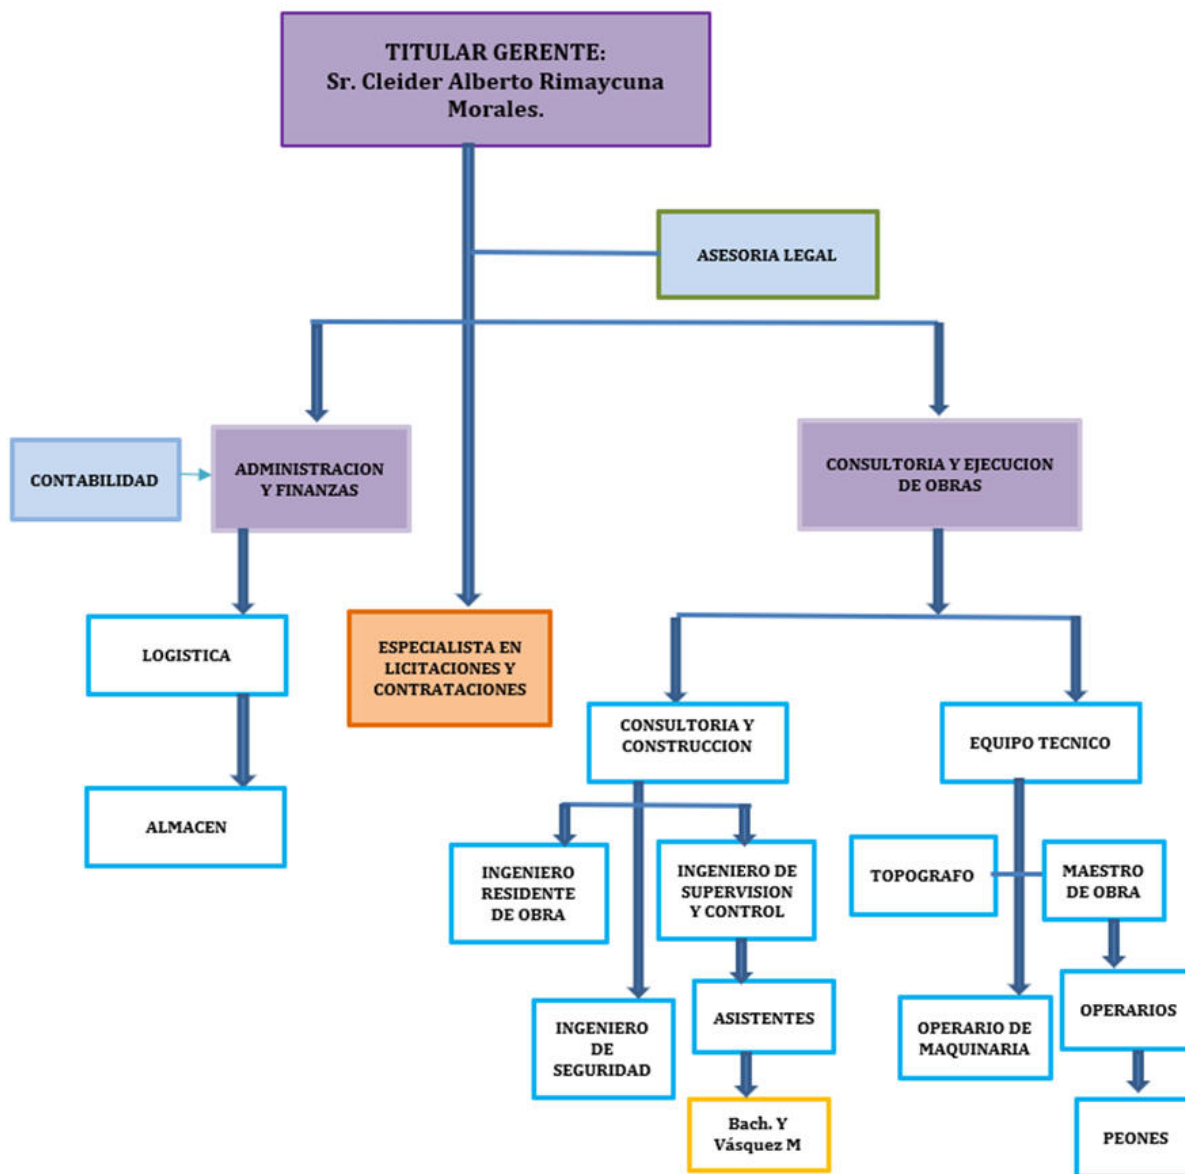 TITULAR GERENTE:
Sr. Cleider Alberto Rimaycuna
Morales.
ASESORIA LEGAL
CONTABILIDAD
ADMINISTRACION
Y FINANZAS
CONSULTORIA Y EJECUCION
DE OBRAS
LOGISTICA
ESPECIALISTA EN
LICITACIONES Y
CONTRATACIONES
CONSULTORIA Y
CONSTRUCCION
EQUIPO TECNICO
ALMACEN
INGENIERO
RESIDENTE
DE OBRA
INGENIERO DE
SUPERVISION
Y CONTROL
TOPOGRAFO
MAESTRO
DE OBRA
INGENIERO
DE
SEGURIDAD
ASISTENTES
OPERARIO DE
MAQUINARIA
OPERARIOS
Bach. Y
Vásquez M
PEONES